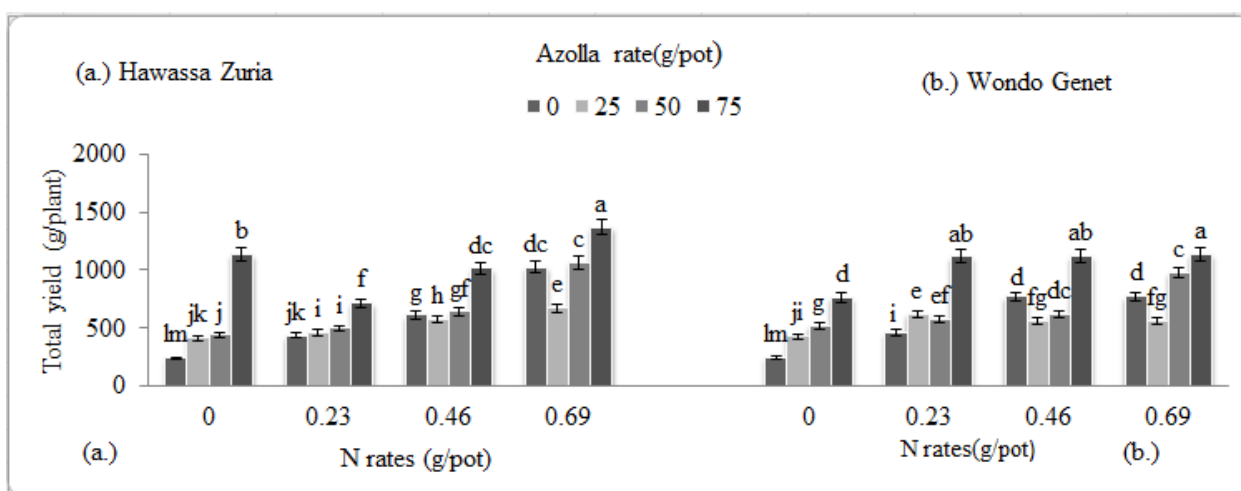 Azolla rate(g/pot)
(a.) Hawassa Zuria
(b.) Wondo Genet
0 25 50 75
Total yield (g/plant)
2000
1500
1000
500
0
lm jk j b
jk i i f
g h gf dc
dc e c a
lm ji g d
i e ef ab
d fg dc ab
d fg c a
0 0.23 0.46 0.69
0 0.23 0.46 0.69
(a.) N rates (g/pot)
N rates(g/pot) (b.)